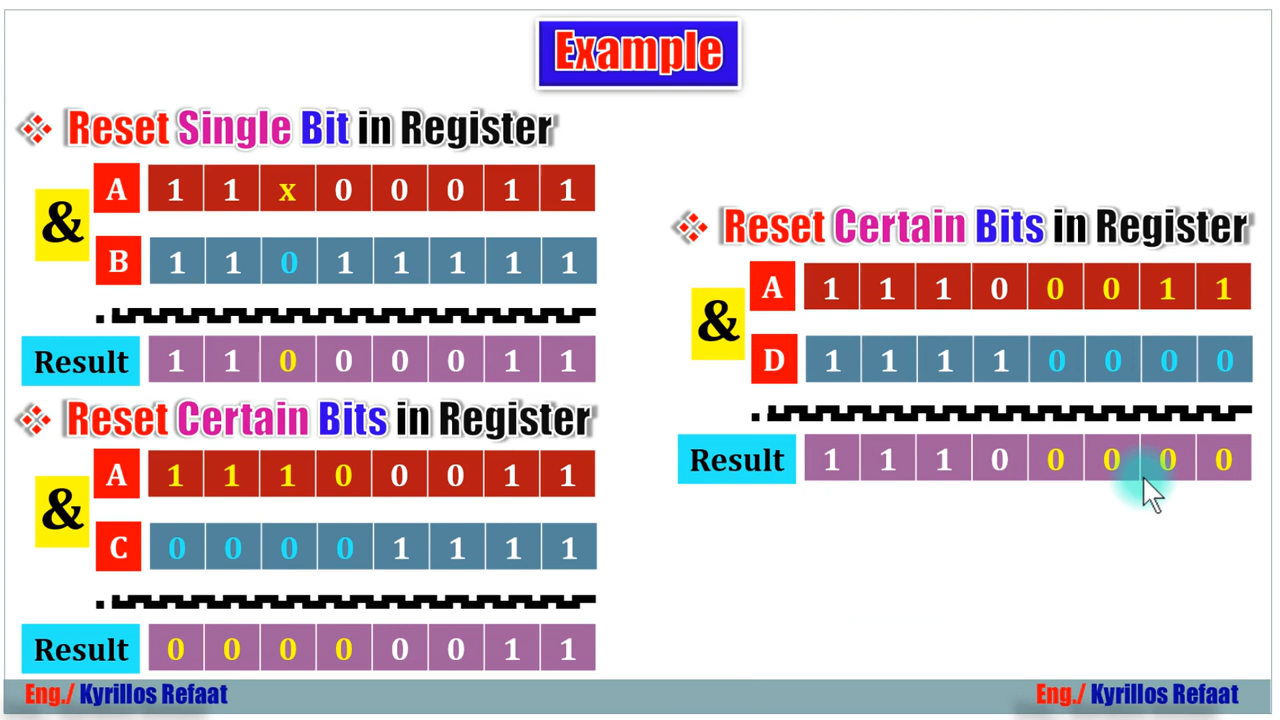 Example
❖ Reset Single Bit in Register
& A 1 1 x 0 0 0 1 1
B 1 1 0 1 1 1 1 1
Result 1 1 0 0 0 0 1 1
❖ Reset Certain Bits in Register
& A 1 1 1 0 0 0 1 1
C 0 0 0 0 1 1 1 1
Result 0 0 0 0 0 0 1 1
❖ Reset Certain Bits in Register
& A 1 1 1 0 0 0 1 1
D 1 1 1 1 0 0 0 0
Result 1 1 1 0 0 0 0 0
Eng./ Kyrillos Refaat
Eng./ Kyrillos Refaat